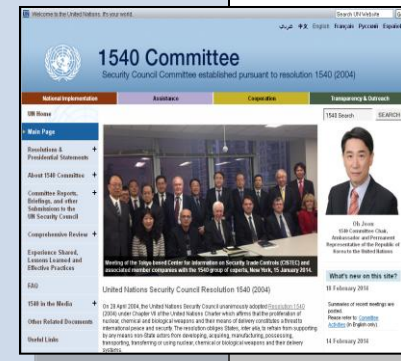 Welcome to the United Nations. It's your world.
Search UN Website
عربي 中文 English Français Русский Español
1540 Committee
Security Council Committee established pursuant to resolution 1540 (2004)
National Implementation
Assistance
Cooperation
Transparency & Outreach
UN Home
Main Page
Resolutions &
Presidential Statements
About 1540 Committee
Committee Reports,
Briefings, and other
Submissions to the
UN Security Council
Comprehensive Review
Experience Shared,
Lessons Learned and
Effective Practices
FAQ
1540 in the Media
Other Related Documents
Useful Links
Meeting of the Tokyo based Center for Information on Security Trade Controls (CISTEC) and
associated member companies with the 1540 group of experts, New York, 15 January 2014.
United Nations Security Council Resolution 1540 (2004)
On 28 April 2004, the United Nations Security Council unanimously adopted Resolution 1540
(2004) under Chapter VII of the United Nations Charter which affirms that the proliferation of
nuclear, chemical and biological weapons and their means of delivery constitutes a threat to
international peace and security. The resolution obliges States, inter alia, to refrain from supporting
by any means non-State actors from developing, acquiring, manufacturing, possessing,
transporting, transferring or using nuclear, chemical or biological weapons and their delivery
systems.
1540 Search
SEARCH
Oh Joon
1540 Committee Chair,
Ambassador and Permanent
Representative of the Republic of
Korea to the United Nations
What's new on this site?
18 February 2014
Summaries of recent meetings are
posted.
Please refer to: Committee
Activities (in English only).
14 February 2014